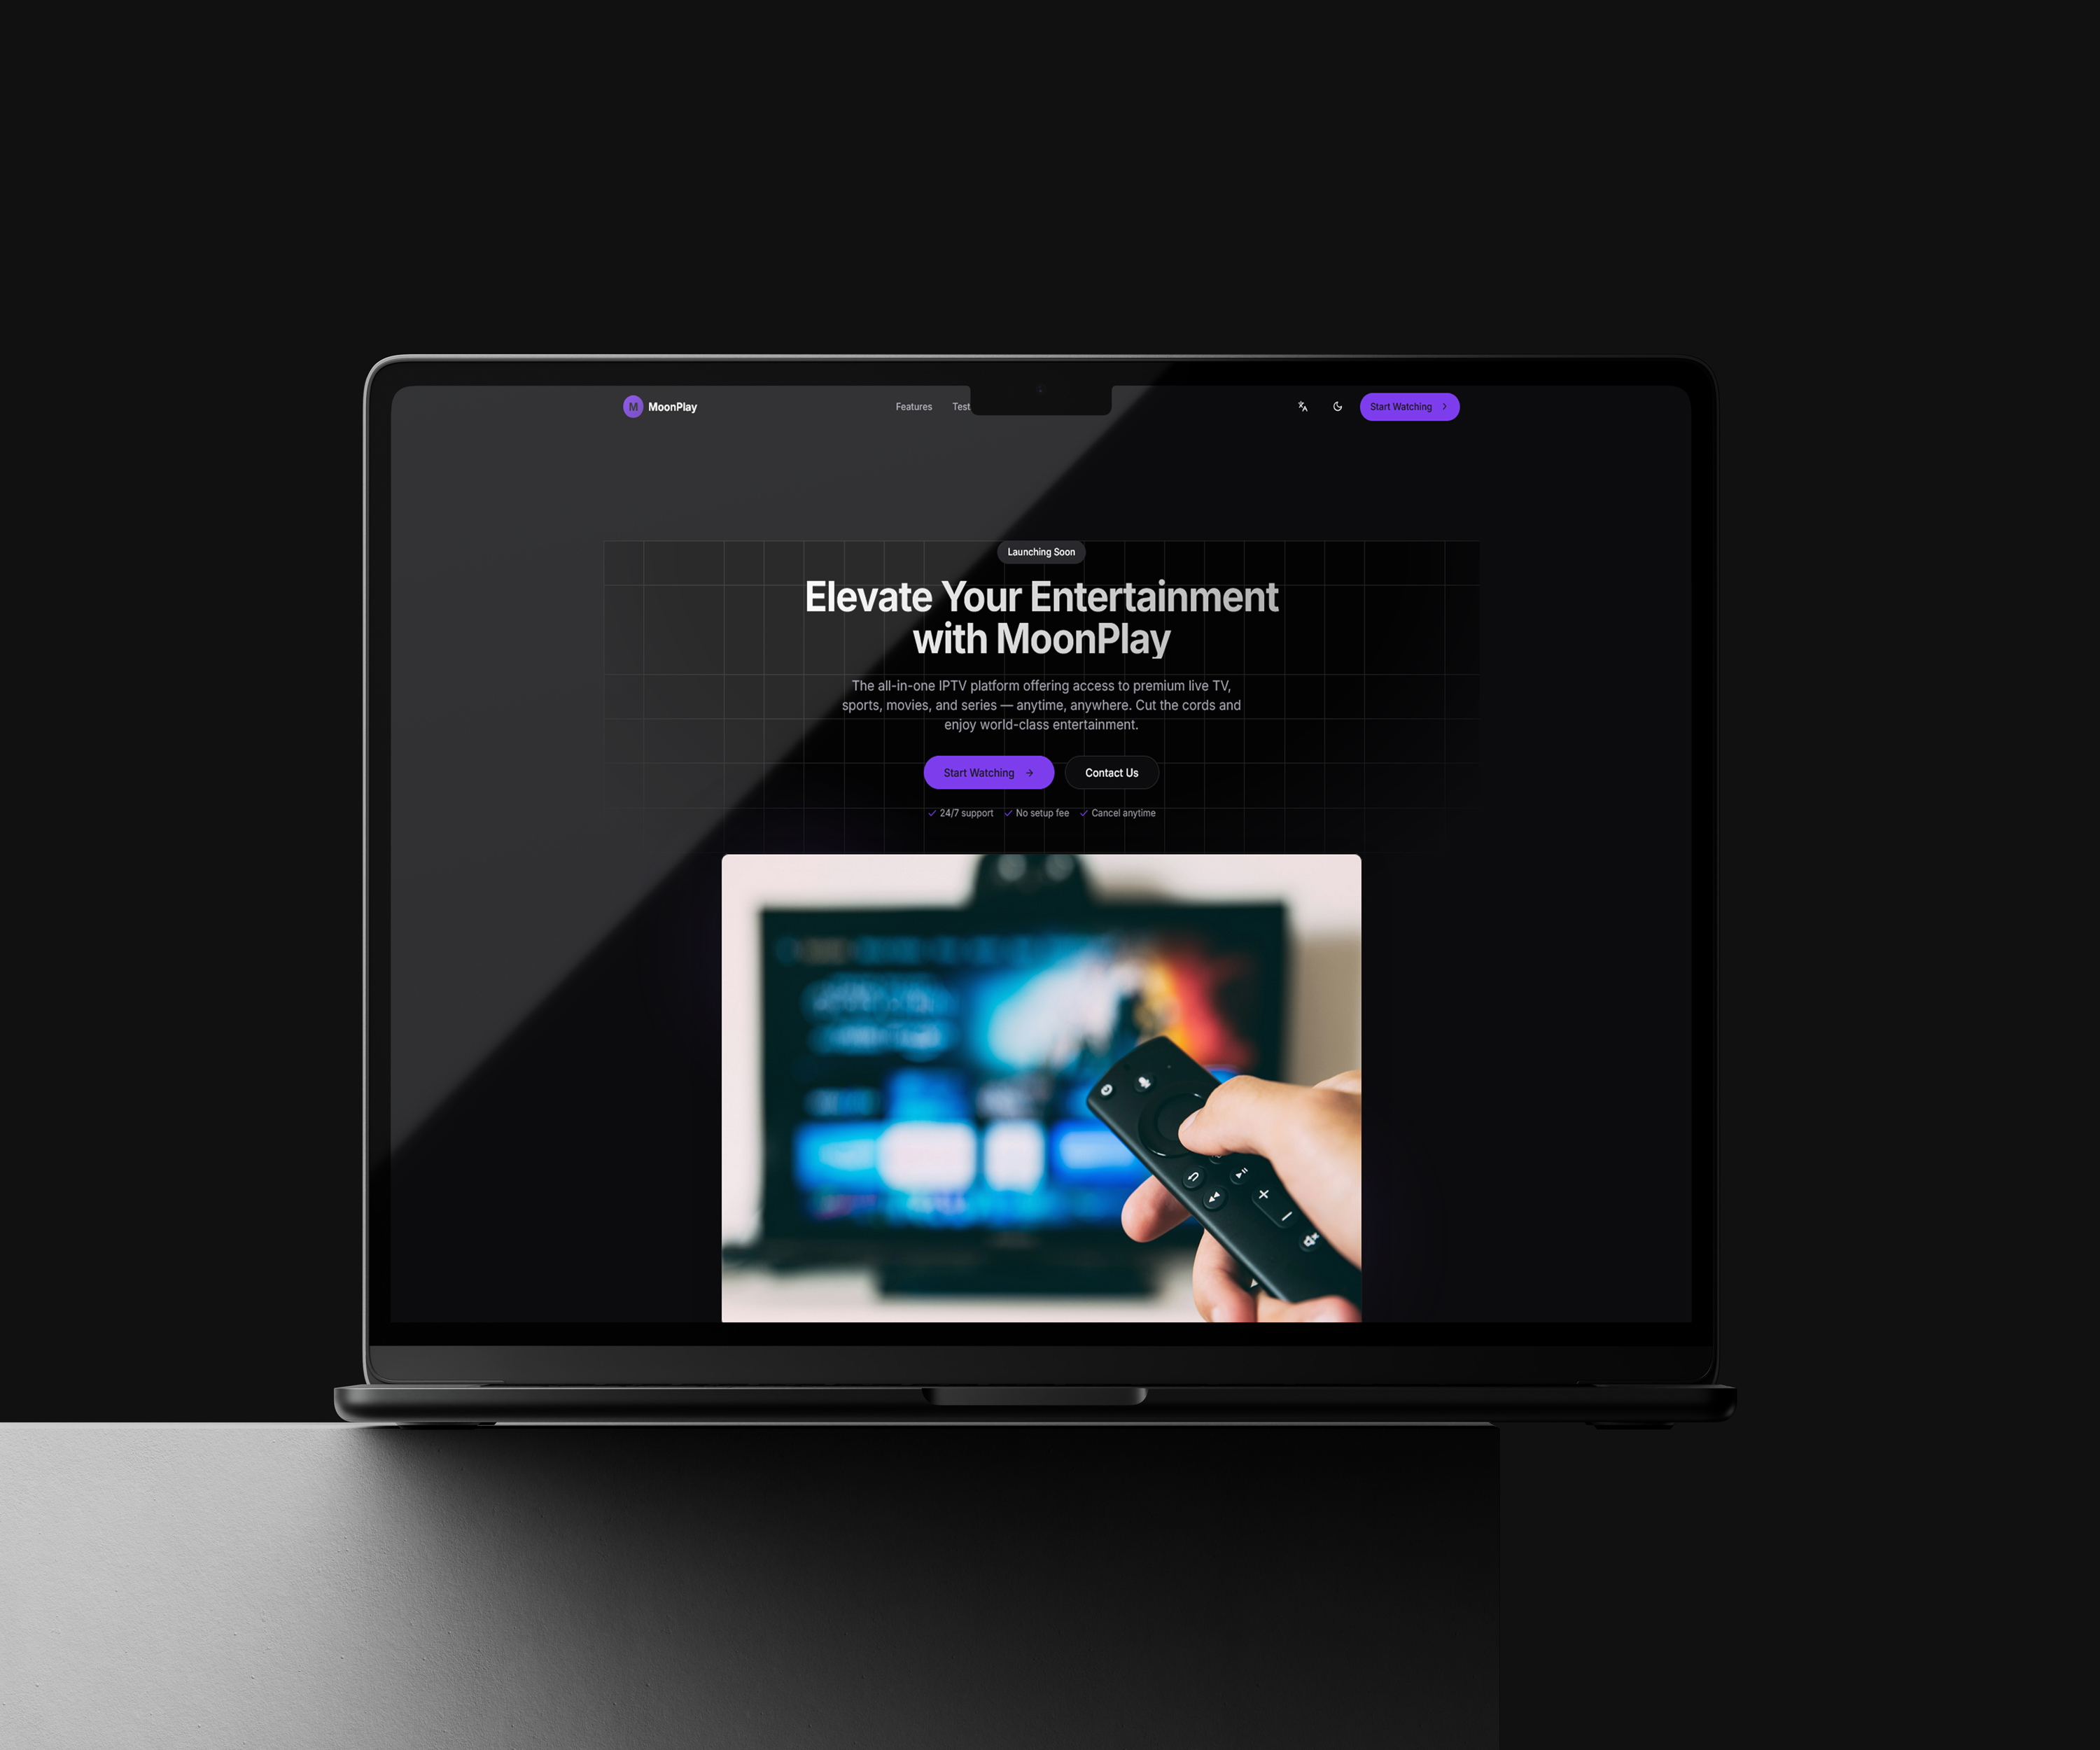 M MoonPlay
Features
Test
Start Watching
Launching Soon
Elevate Your Entertainment
with MoonPlay
The all-in-one IPTV platform offering access to premium live TV,
sports, movies, and series — anytime, anywhere. Cut the cords and
enjoy world-class entertainment.
Start Watching
Contact Us
24/7 support
No setup fee
Cancel anytime